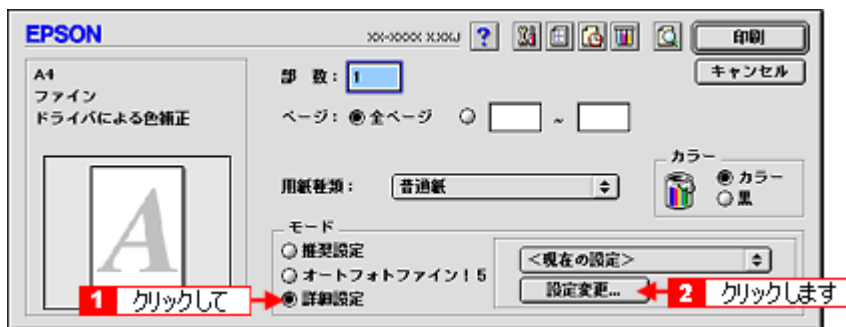 EPSON
XX-XXXX X.XXJ
?
印刷
キャンセル
A4
ファイン
ドライバによる色補正
A
部 数:
1
ページ:
全ページ
~
用紙種類:
普通紙
カラー
カラー
黒
モード
推奨設定
オートフォトファイン!5
詳細設定
<現在の設定>
設定変更...
1 クリックして
2 クリックします